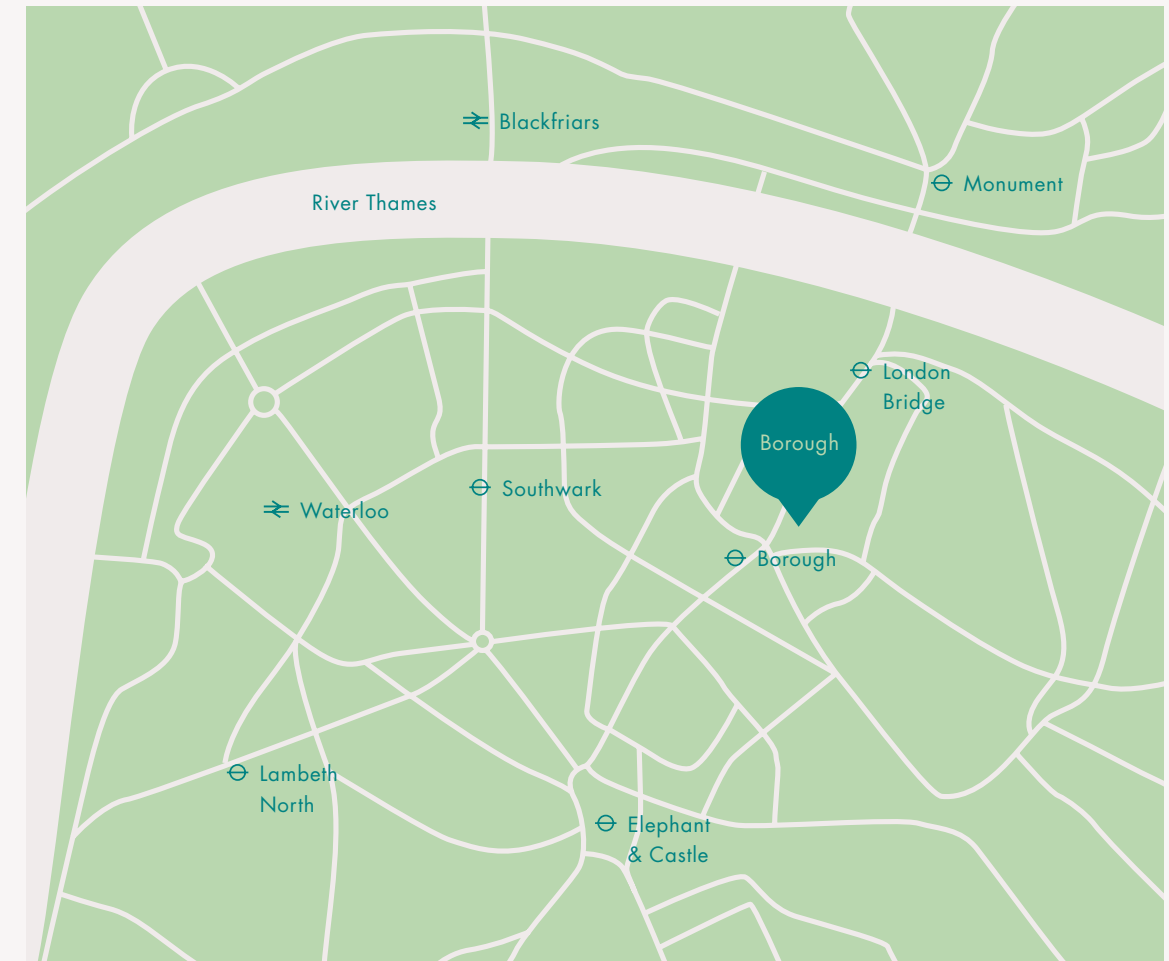 Blackfriars
Monument
River Thames
London
Bridge
Borough
Southwark
Waterloo
Borough
Lambeth
North
Elephant
& Castle